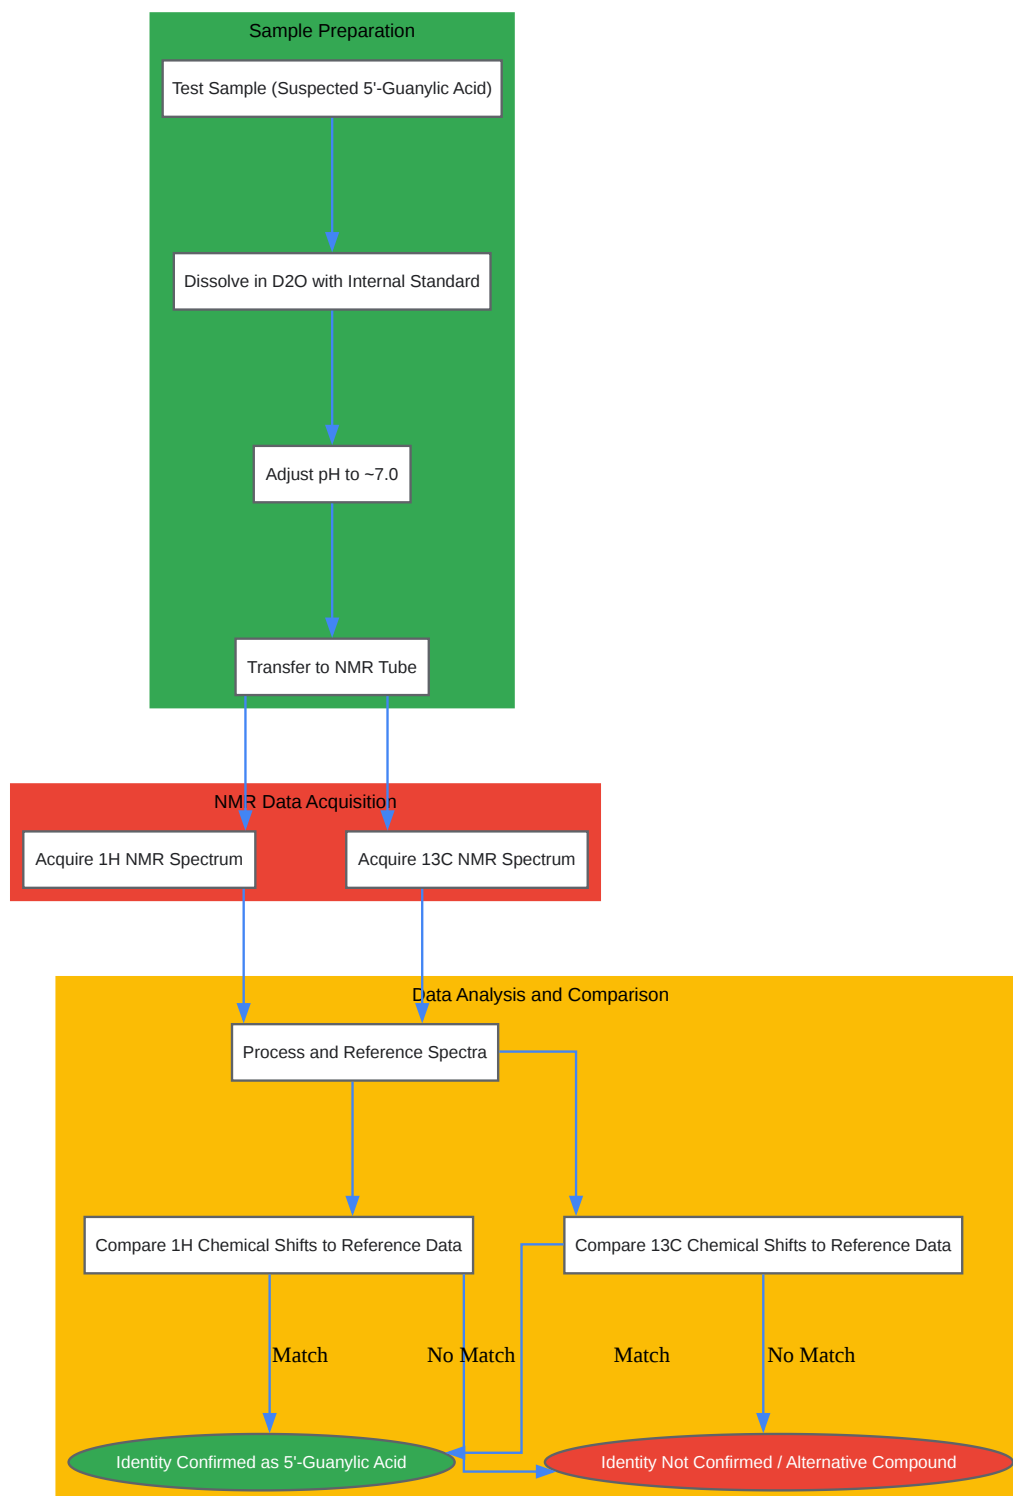 Sample Preparation
Test Sample (Suspected 5'-Guanylic Acid)
Dissolve in D2O with Internal Standard
Adjust pH to ~7.0
Transfer to NMR Tube
NMR Data Acquisition
Acquire 1H NMR Spectrum
Acquire 13C NMR Spectrum
Data Analysis and Comparison
Process and Reference Spectra
Compare 1H Chemical Shifts to Reference Data
Compare 13C Chemical Shifts to Reference Data
Match
No Match
Match
No Match
Identity Confirmed as 5'-Guanylic Acid
Identity Not Confirmed / Alternative Compound